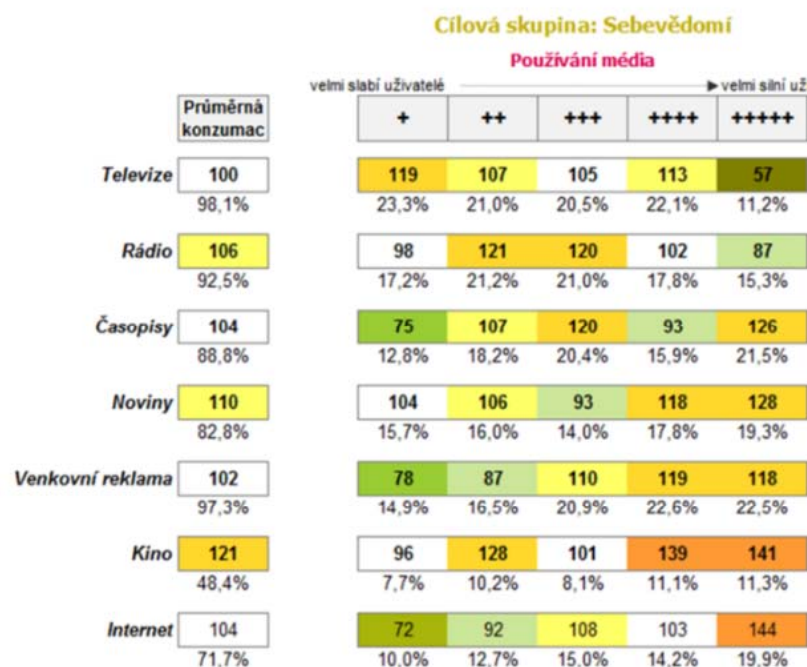 Cílová skupina: Sebevědomí
Používání média
velmi slabí uživatelé velmi silní už
Průměrná
konzumac + ++ +++ ++++ +++++
Televize 100 119 107 105 113 57
98,1% 23,3% 21,0% 20,5% 22,1% 11,2%
Rádio 106 98 121 120 102 87
92,5% 17,2% 21,2% 21,0% 17,8% 15,3%
Časopisy 104 75 107 120 93 126
88,8% 12,8% 18,2% 20,4% 15,9% 21,5%
Noviny 110 104 106 93 118 128
82,8% 15,7% 16,0% 14,0% 17,8% 19,3%
Venkovní reklama 102 78 87 110 119 118
97,3% 14,9% 16,5% 20,9% 22,6% 22,5%
Kino 121 96 128 101 139 141
48,4% 7,7% 10,2% 8,1% 11,1% 11,3%
Internet 104 72 92 108 103 144
71,7% 10,0% 12,7% 15,0% 14,2% 19,9%